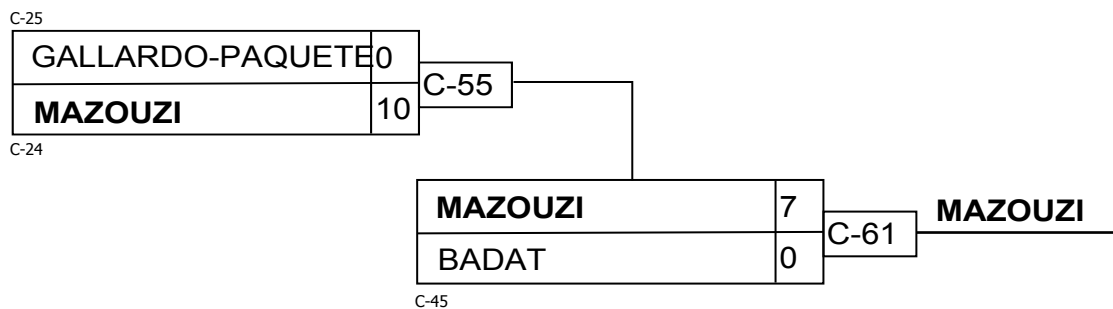 C-25
GALLARDO-PAQUETE 0
C-55
MAZOUZI 10
C-24
MAZOUZI 7
MAZOUZI
C-61
BADAT 0
C-45